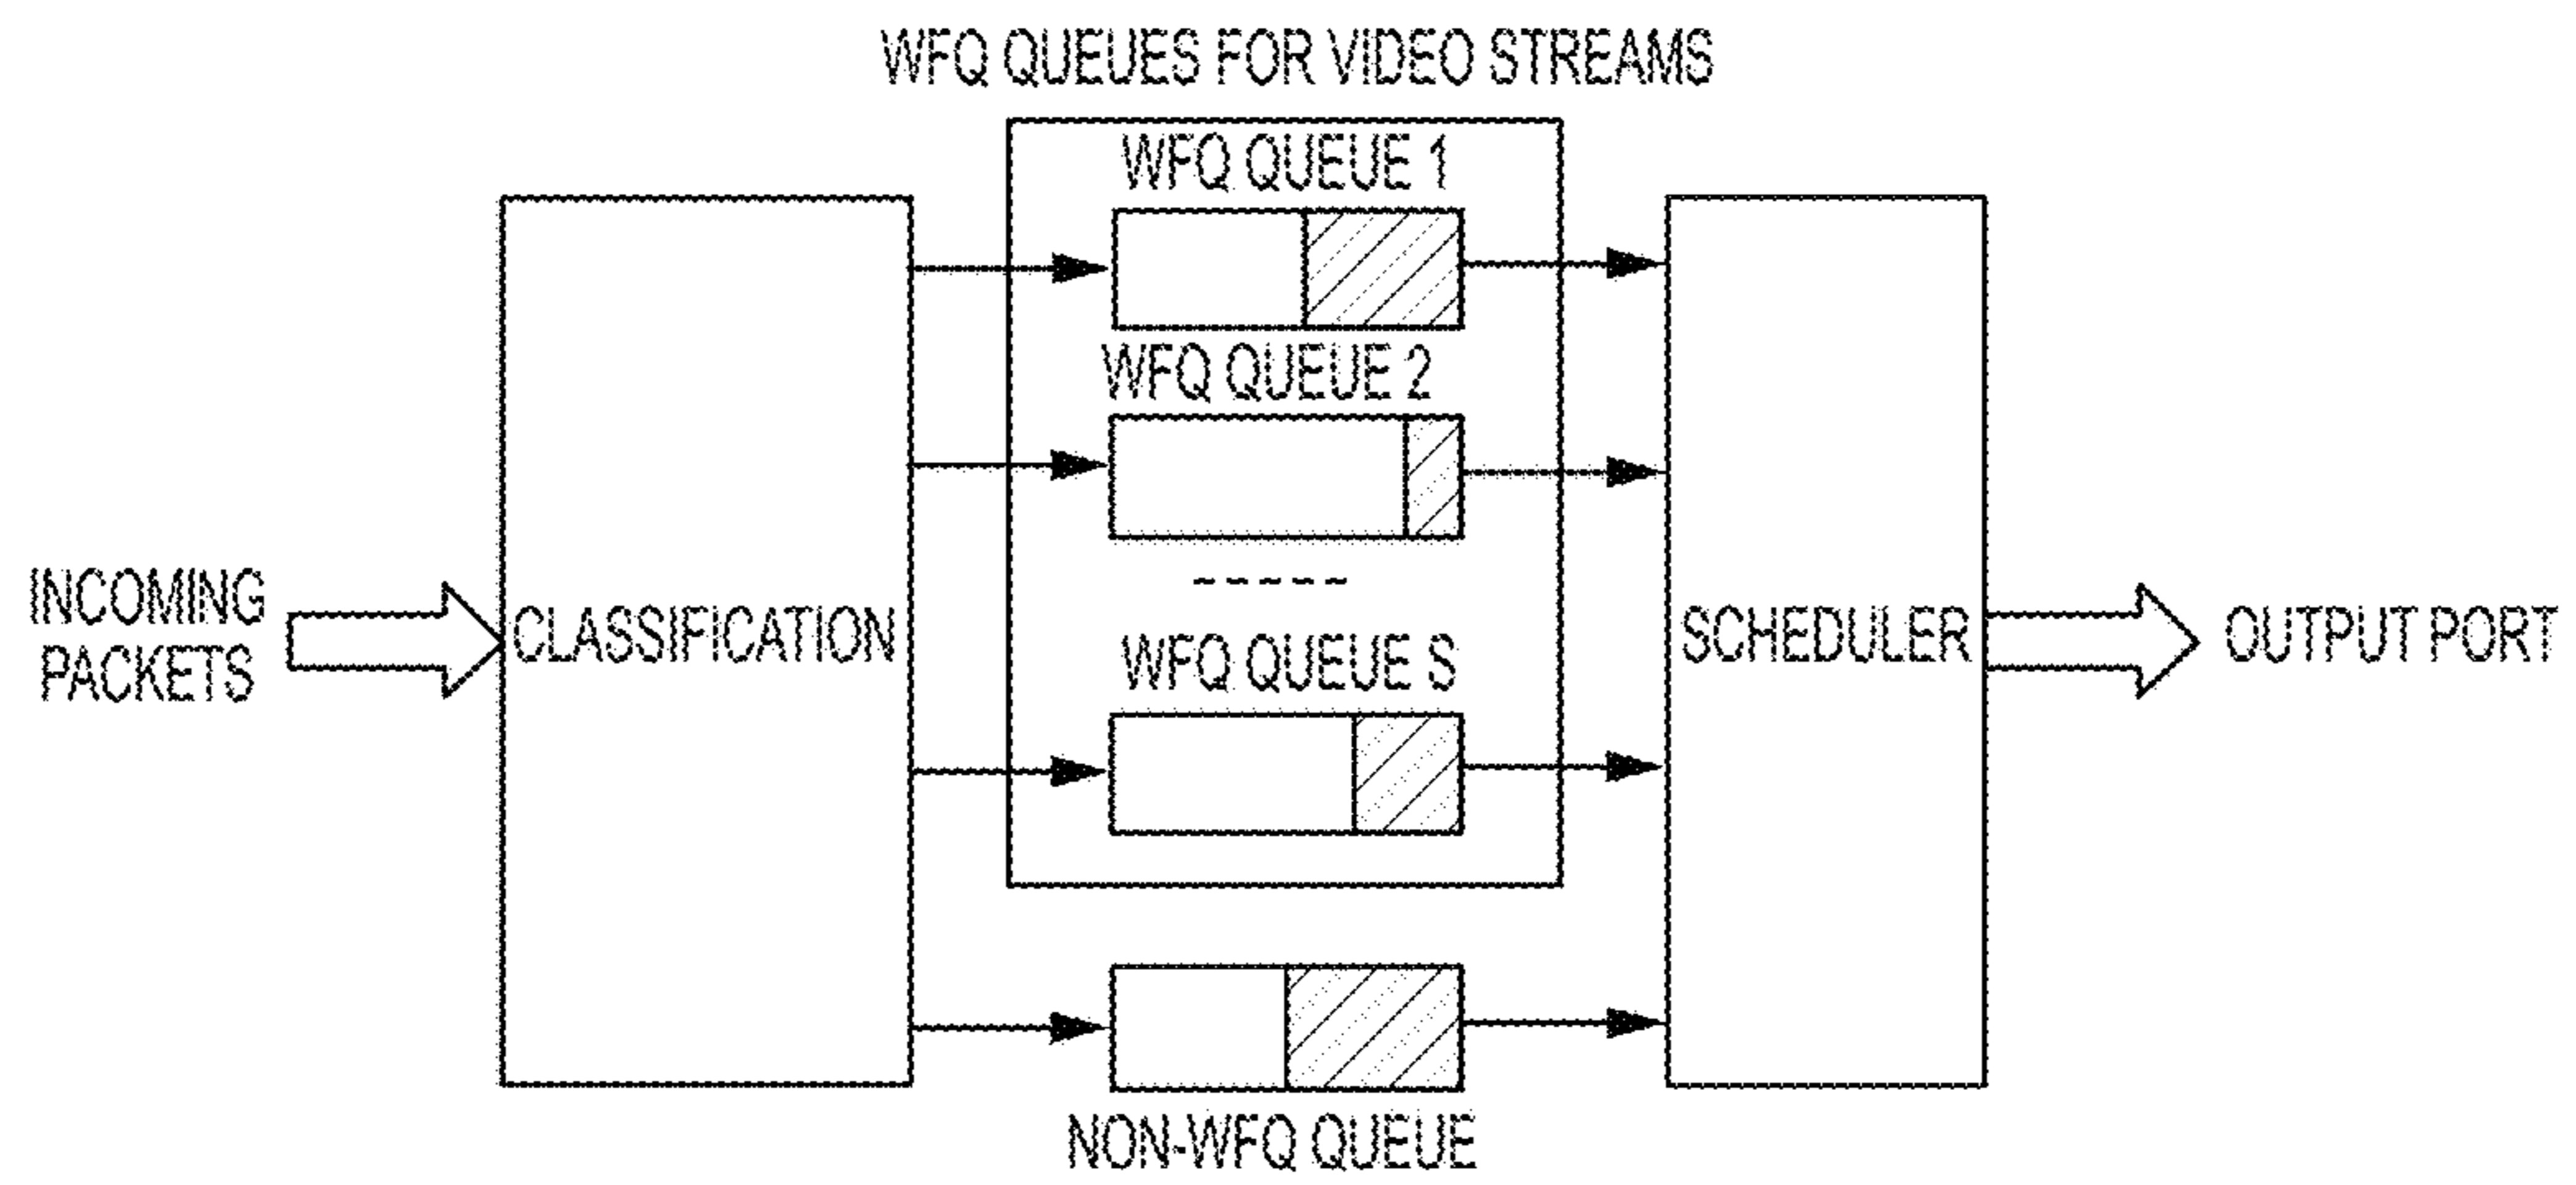 WFQ QUEUES FOR VIDEO STREAMS
WFQ QUEUE 1
WFQ QUEUE 2
INCOMING
PACKETS
CLASSIFICATION
WFQ QUEUE S
SCHEDULER
OUTPUT PORT
NON-WFQ QUEUE